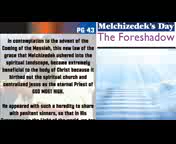 PG 43
Melchizedek's Day
The Foreshadow
In contemplation to the advent of the
Coming of the Messiah, this new law of the
grace that Melchizedek ushered into the
spiritual landscape, became extremely
beneficial to the body of Christ because it
birthed out the spiritual church and
centralized Jesus as the eternal Priest of
GOD MOST HIGH.
He appeared with such a heredity to share
with penitent sinners, so that in His